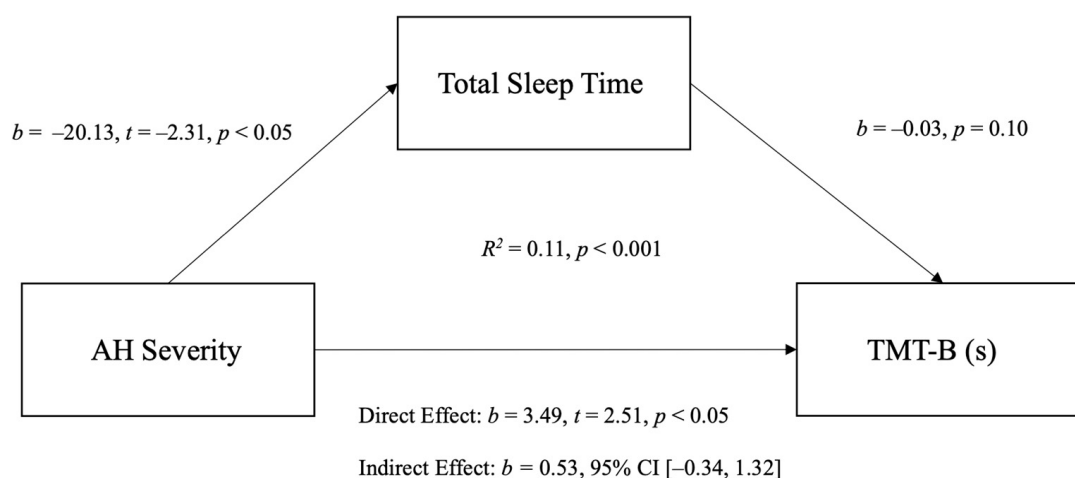 Total Sleep Time
b = –20.13, t = –2.31, p < 0.05
b = –0.03, p = 0.10
R² = 0.11, p < 0.001
AH Severity
TMT-B (s)
Direct Effect: b = 3.49, t = 2.51, p < 0.05
Indirect Effect: b = 0.53, 95% CI [–0.34, 1.32]